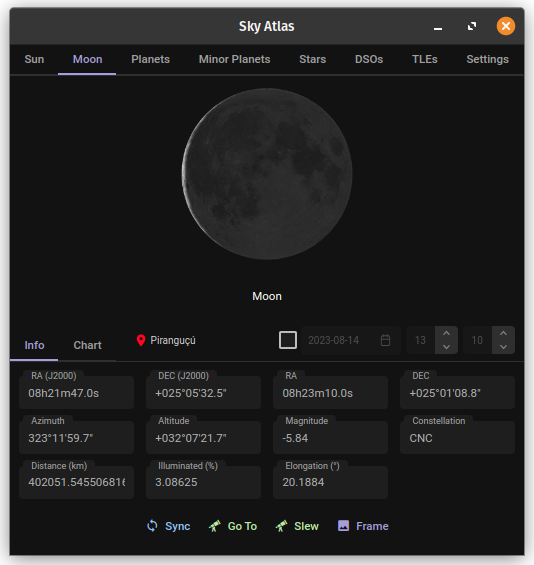 Sky Atlas
Sun Moon Planets Minor Planets Stars DSOs TLEs Settings
Moon
Info Chart Piranguçú 2023-08-14 13 10
RA (J2000) DEC (J2000) RA DEC
08h21m47.0s +025°05'32.5" 08h23m10.0s +025°01'08.8"
Azimuth Altitude Magnitude Constellation
323°11'59.7" +032°07'21.7" -5.84 CNC
Distance (km) Illuminated (%) Elongation (°)
402051.545506816 3.08625 20.1884
Sync Go To Slew Frame